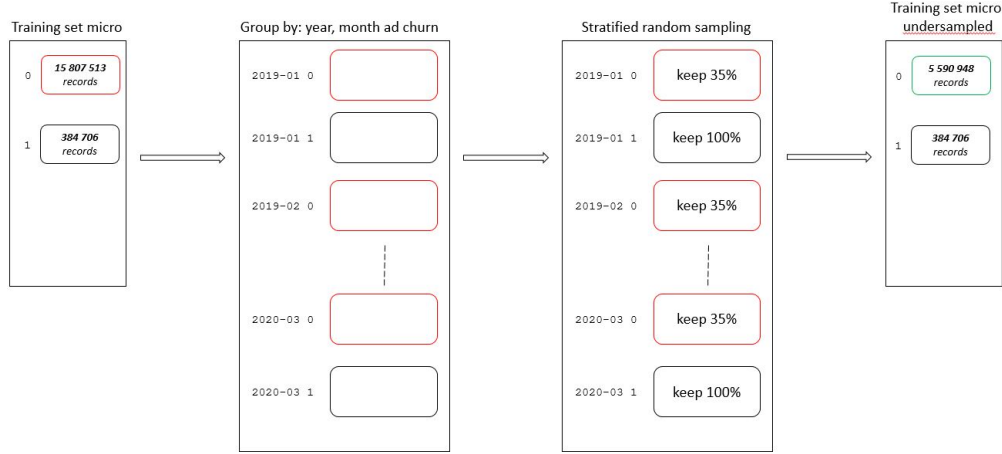 Training set micro
0
15 807 513
records
1
384 706
records
Group by: year, month ad churn
2019-01 0
2019-01 1
2019-02 0
2020-03 0
2020-03 1
Stratified random sampling
2019-01 0
keep 35%
2019-01 1
keep 100%
2019-02 0
keep 35%
2020-03 0
keep 35%
2020-03 1
keep 100%
Training set micro
undersampled
0
5 590 948
records
1
384 706
records